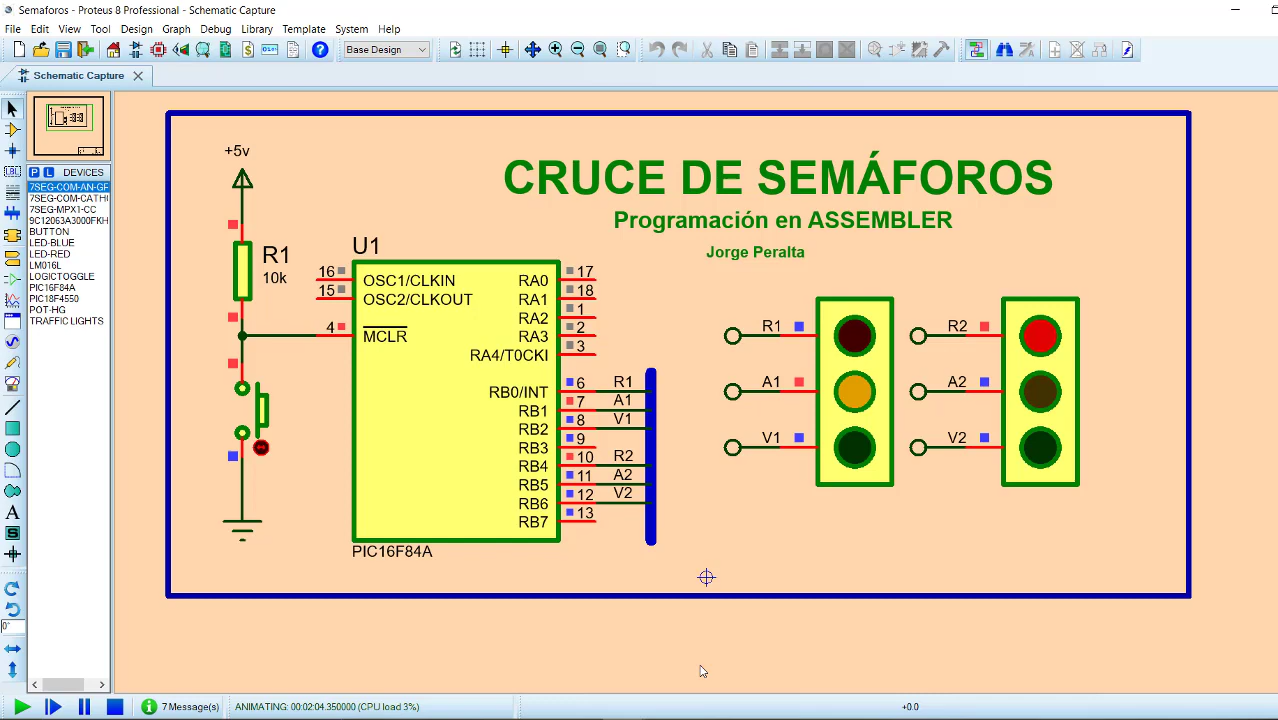 Semaforos - Proteus 8 Professional - Schematic Capture
File Edit View Tool Design Graph Debug Library Template System Help
Base Design
Schematic Capture
P L DEVICES
7SEG-COM-AN-GF
7SEG-COM-CATH
7SEG-MPX1-CC
9C12063A3000FKH
BUTTON
LED-BLUE
LED-RED
LM016L
LOGICTOGGLE
PIC16F84A
PIC18F4550
POT-HG
TRAFFIC LIGHTS
LBL
A
S
0°
CRUCE DE SEMÁFOROS
Programación en ASSEMBLER
Jorge Peralta
+5v
R1
10k
U1
16 OSC1/CLKIN
15 OSC2/CLKOUT
4 MCLR
RA0 17
RA1 18
RA2 1
RA3 2
RA4/T0CKI 3
RB0/INT 6 R1
RB1 7 A1
RB2 8 V1
RB3 9
RB4 10 R2
RB5 11 A2
RB6 12 V2
RB7 13
PIC16F84A
R1
A1
V1
R2
A2
V2
7 Message(s)
ANIMATING: 00:02:04.350000 (CPU load 3%)
+0.0